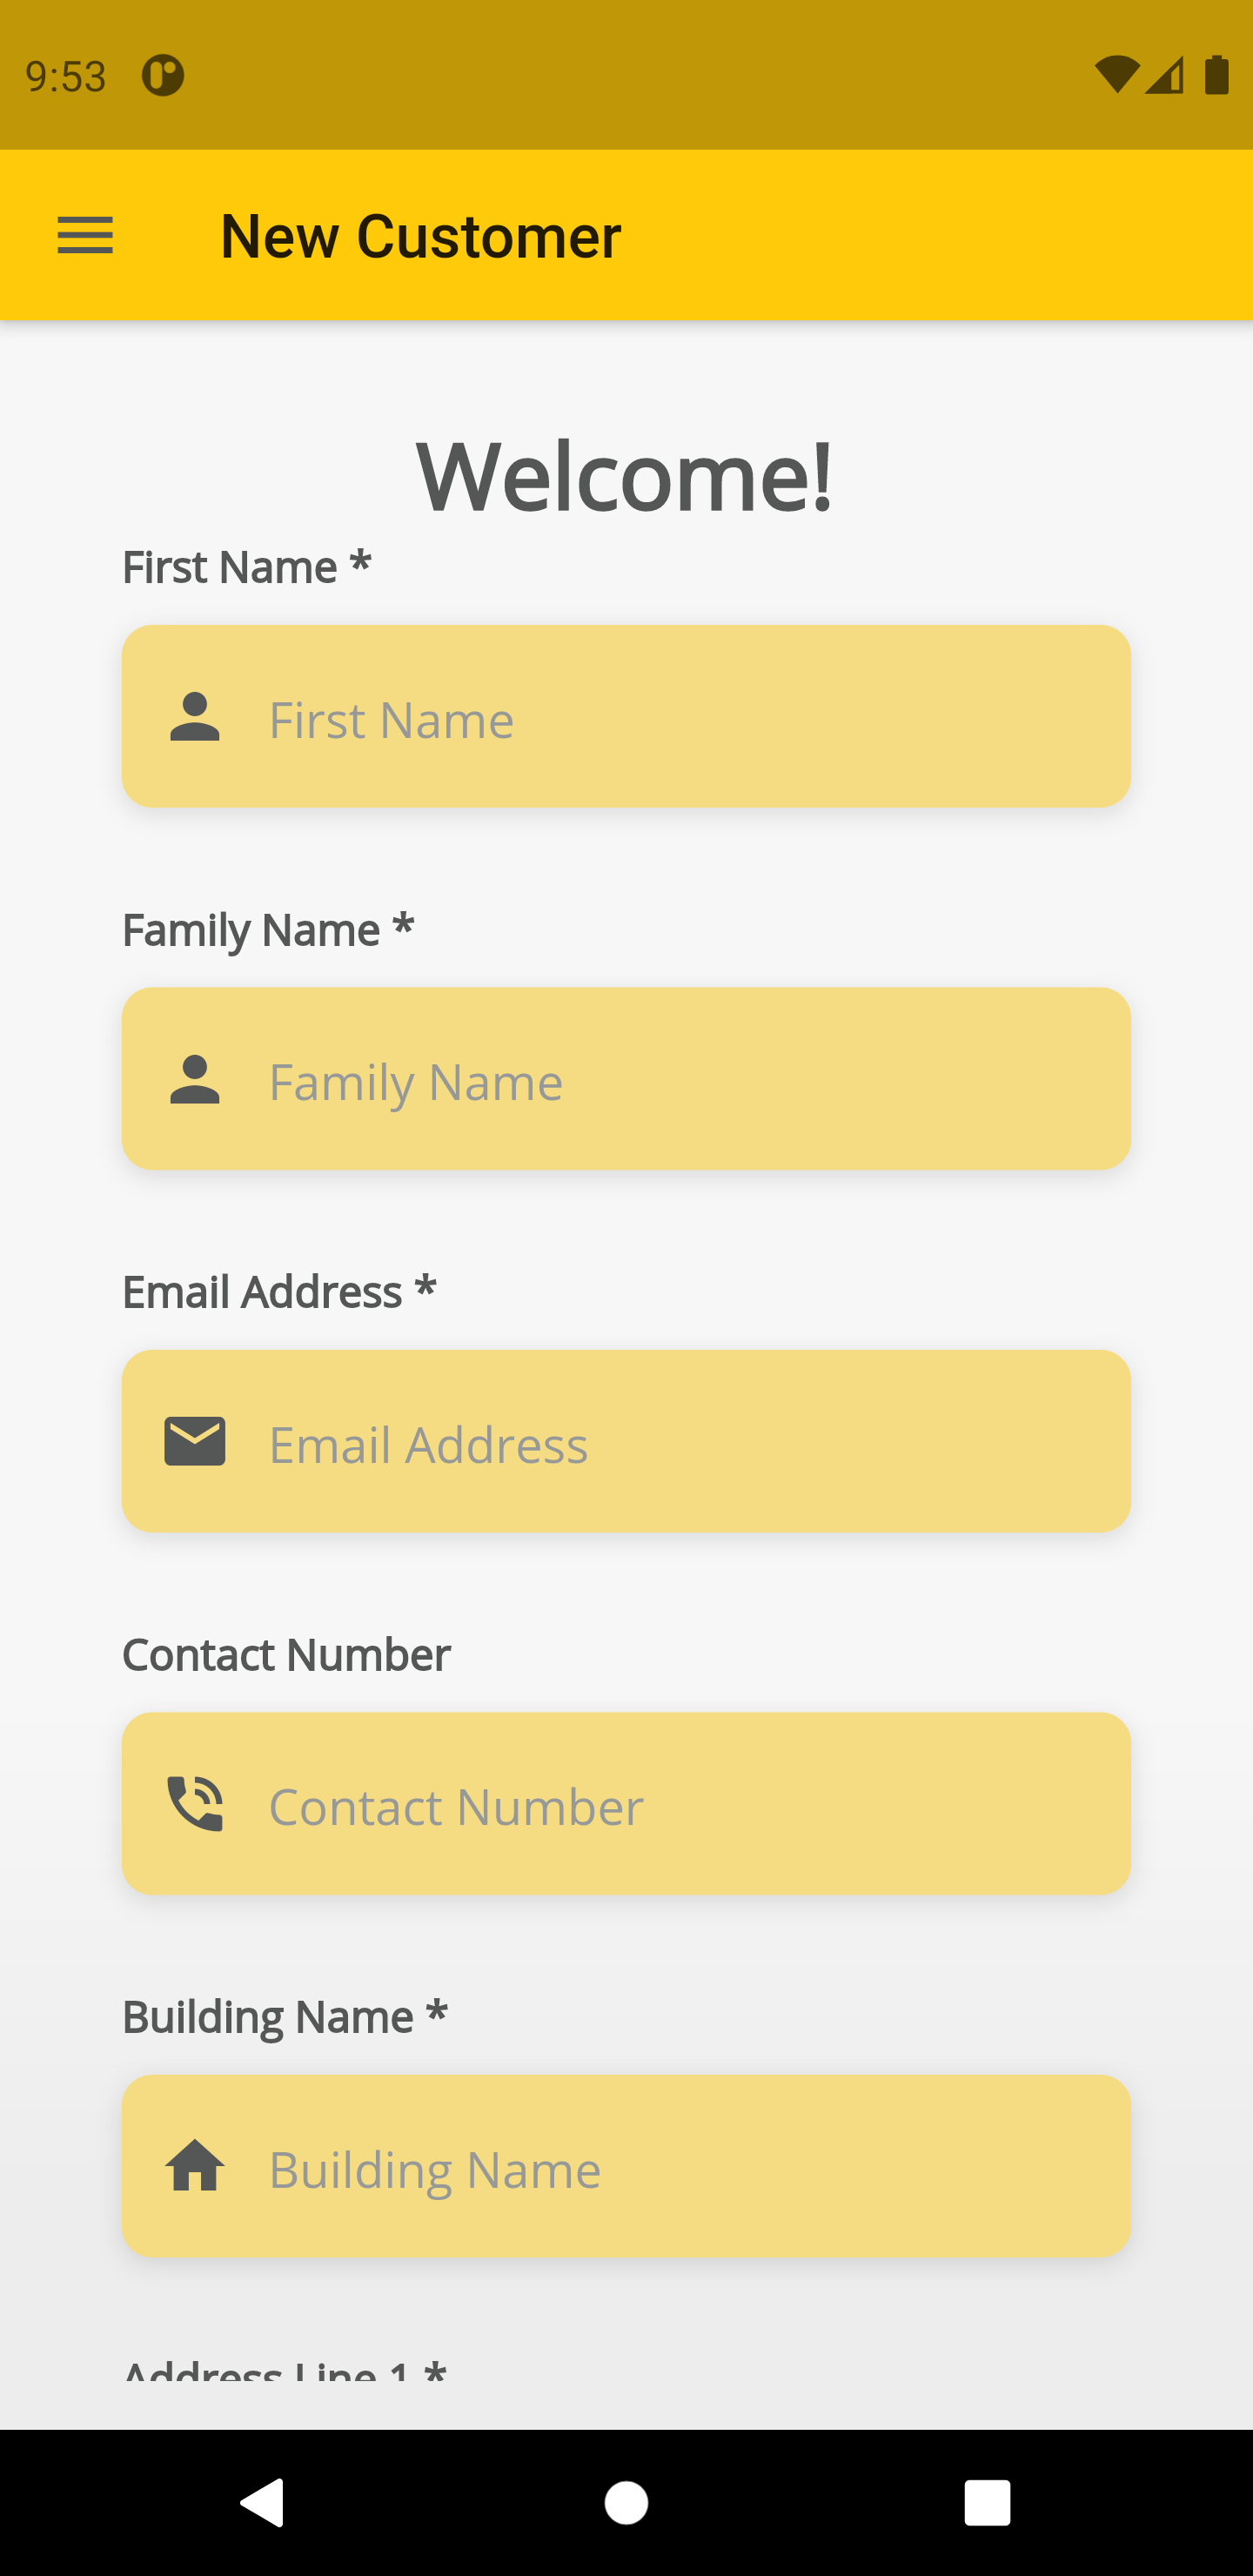 9:53
New Customer
Welcome!
First Name *
First Name
Family Name *
Family Name
Email Address *
Email Address
Contact Number
Contact Number
Building Name *
Building Name
Address Line 1 *